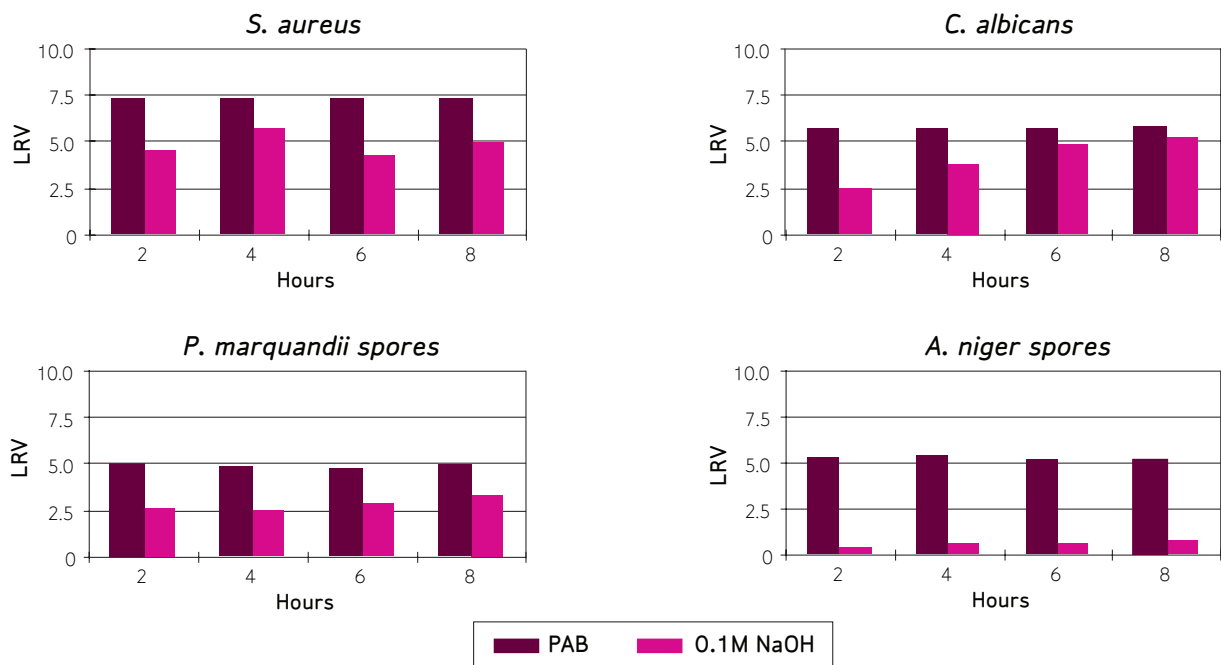 S. aureus
10.0
7.5
5.0
2.5
0
LRV
2 4 6 8
Hours
C. albicans
10.0
7.5
5.0
2.5
0
LRV
2 4 6 8
Hours
P. marquandii spores
10.0
7.5
5.0
2.5
0
LRV
2 4 6 8
Hours
A. niger spores
10.0
7.5
5.0
2.5
0
LRV
2 4 6 8
Hours
PAB 0.1M NaOH